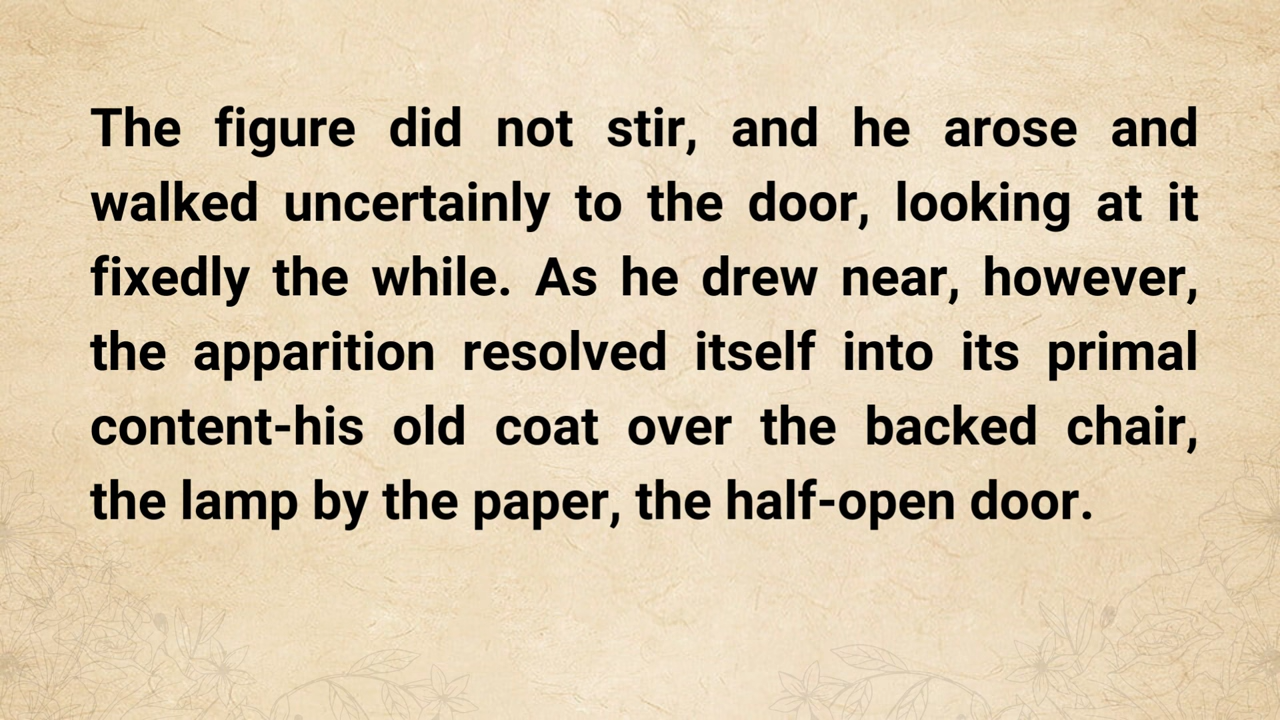 The figure did not stir, and he arose and
walked uncertainly to the door, looking at it
fixedly the while. As he drew near, however,
the apparition resolved itself into its primal
content-his old coat over the backed chair,
the lamp by the paper, the half-open door.